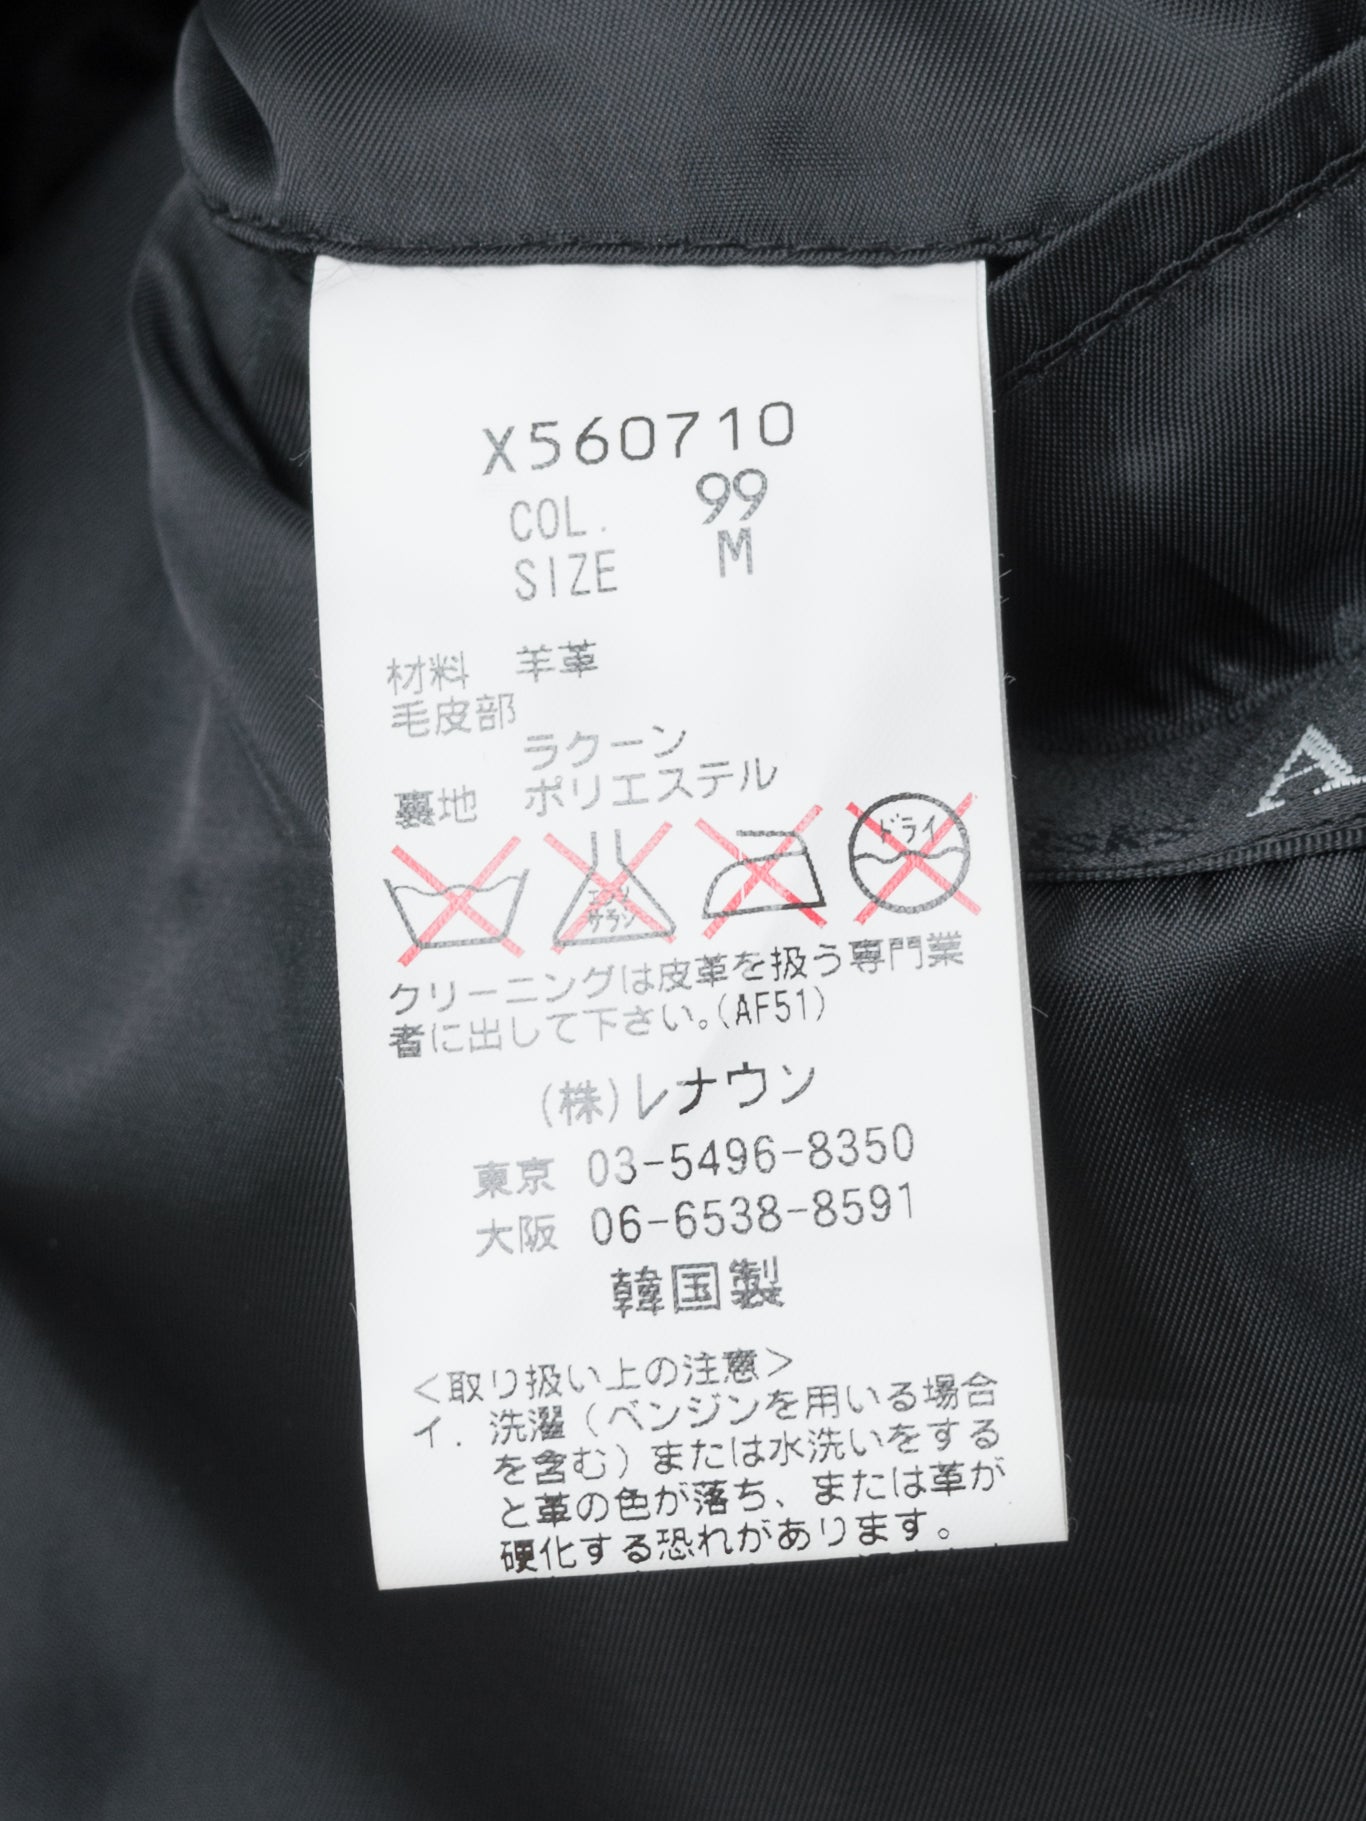 X560710
COL. 99
SIZE M
材料 羊革
毛皮部
ラクーン
裏地 ポリエステル
エンソ
サラシ
ドライ
クリーニングは皮革を扱う専門業
者に出して下さい。(AF51)
(株)レナウン
東京 03-5496-8350
大阪 06-6538-8591
韓国製
<取り扱い上の注意>
イ. 洗濯(ベンジンを用いる場合
を含む)または水洗いをする
と革の色が落ち、または革が
硬化する恐れがあります。
A